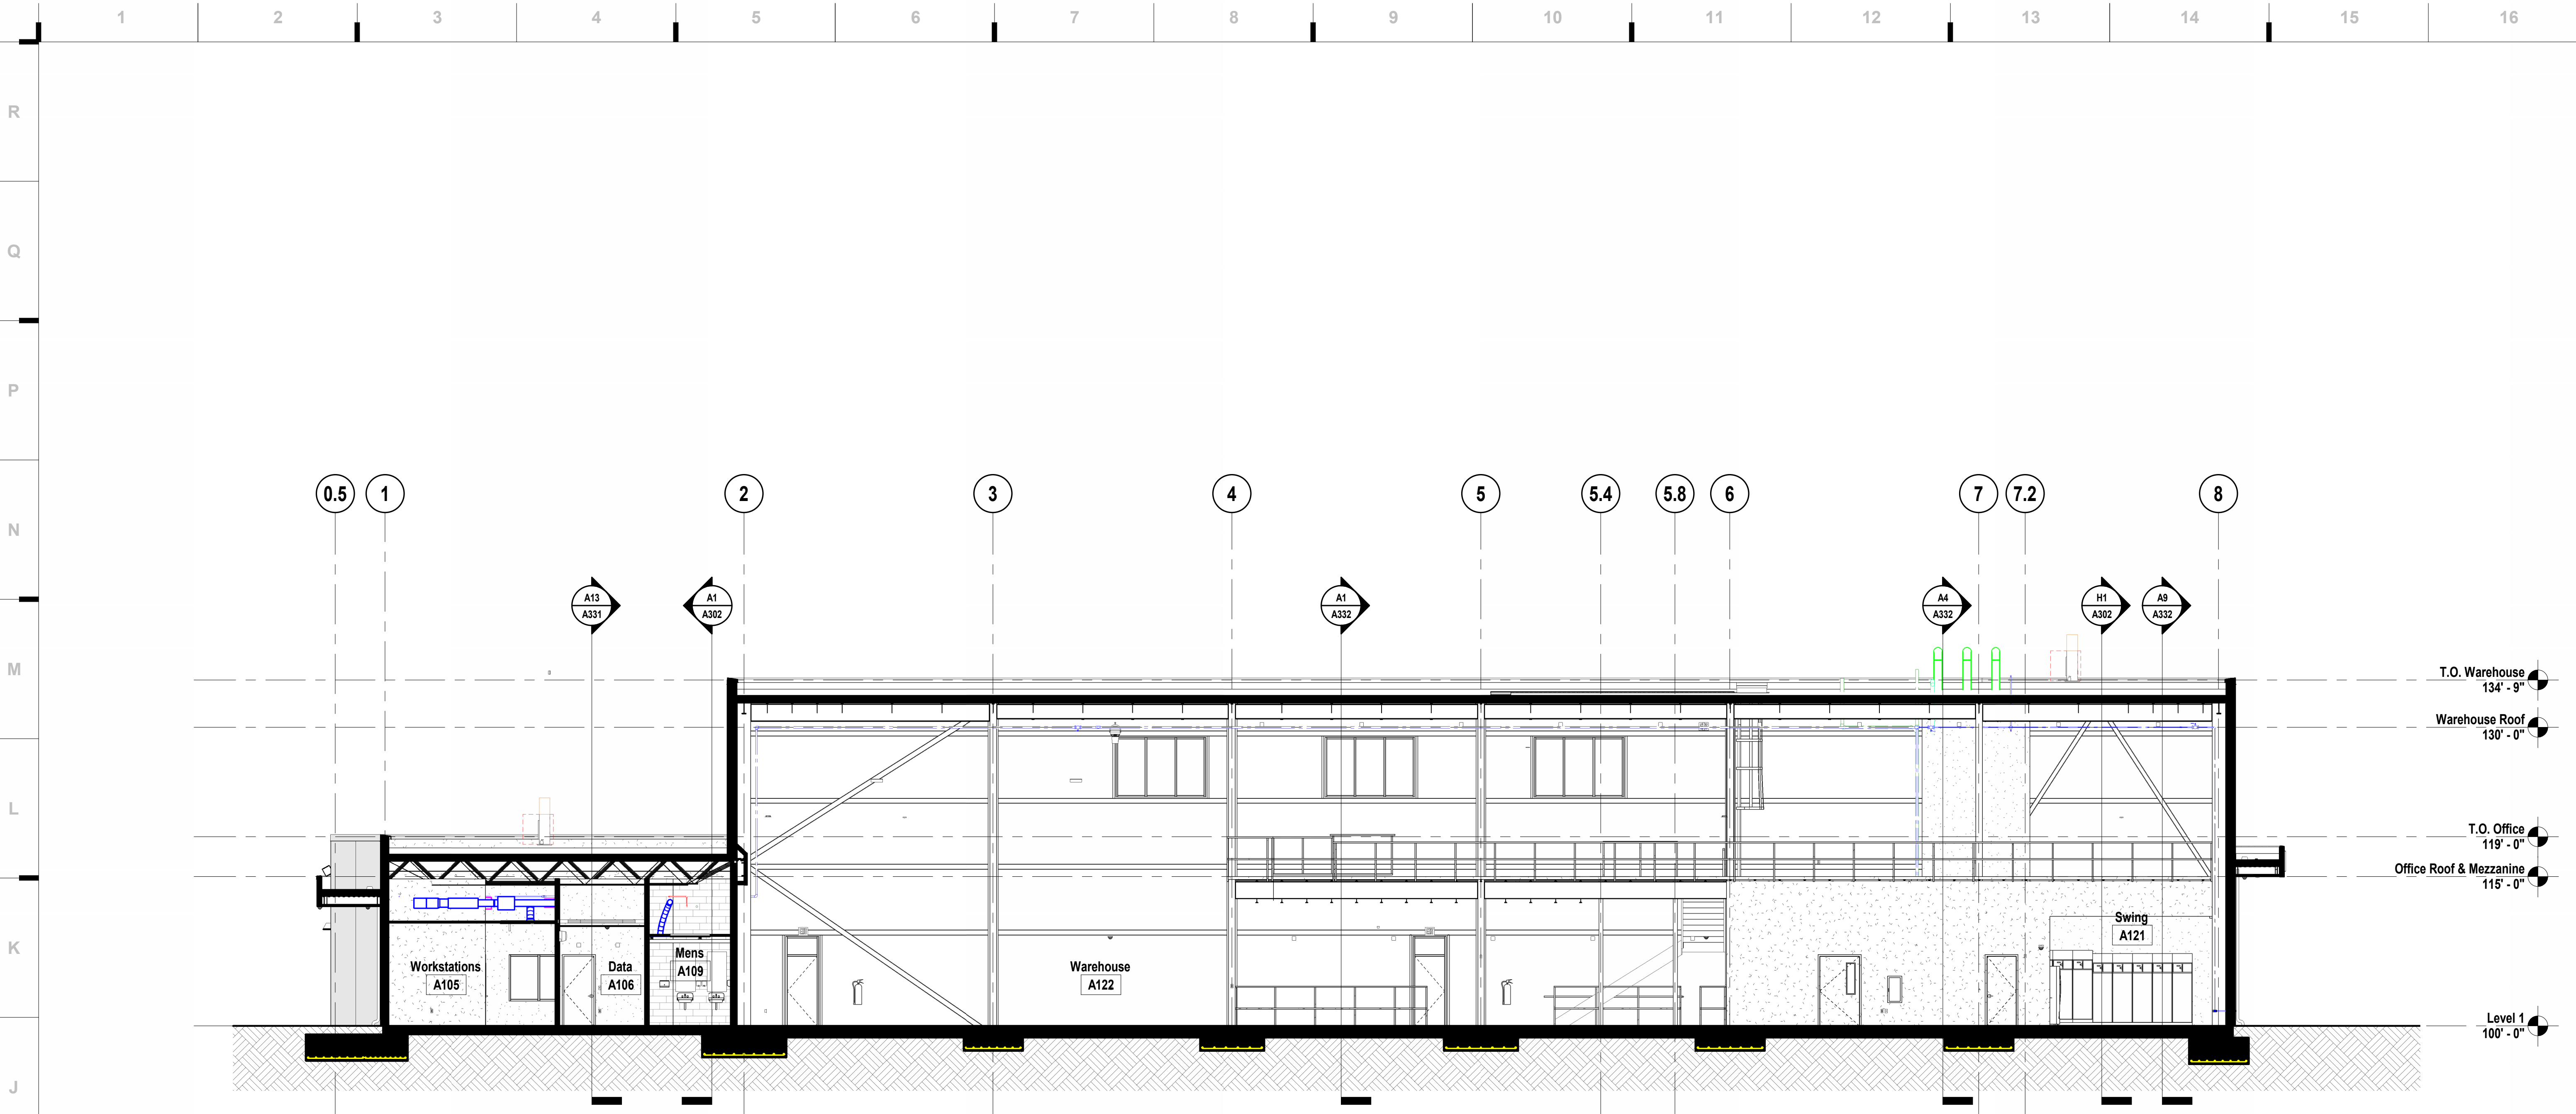 1 2 3 4 5 6 7 8 9 10 11 12 13 14 15 16
R
Q
P
N
M
L
K
J
0.5 1 2 3 4 5 5.4 5.8 6 7 7.2 8
A13
A331
A1
A302
A1
A332
A4
A332
H1
A302
A9
A332
T.O. Warehouse
134' - 9"
Warehouse Roof
130' - 0"
T.O. Office
119' - 0"
Office Roof & Mezzanine
115' - 0"
Level 1
100' - 0"
Workstations
A105
Data
A106
Mens
A109
Warehouse
A122
Swing
A121